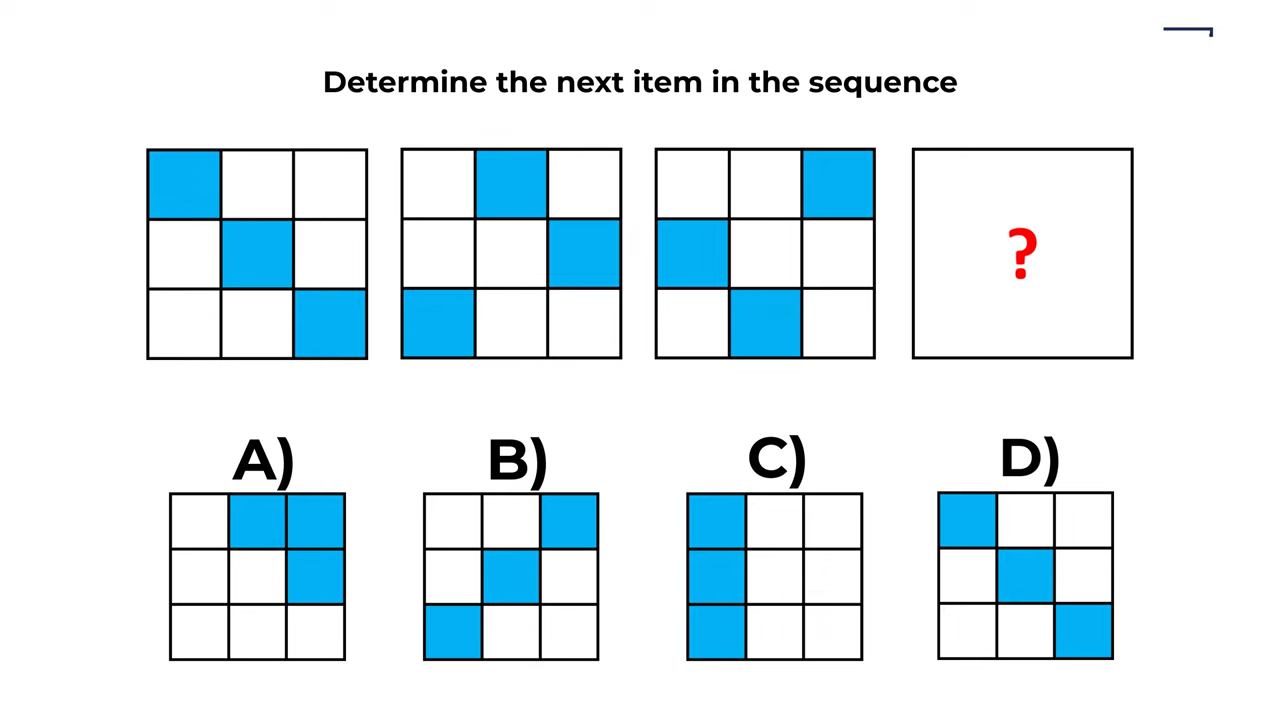 Determine the next item in the sequence
?
A) B) C) D)